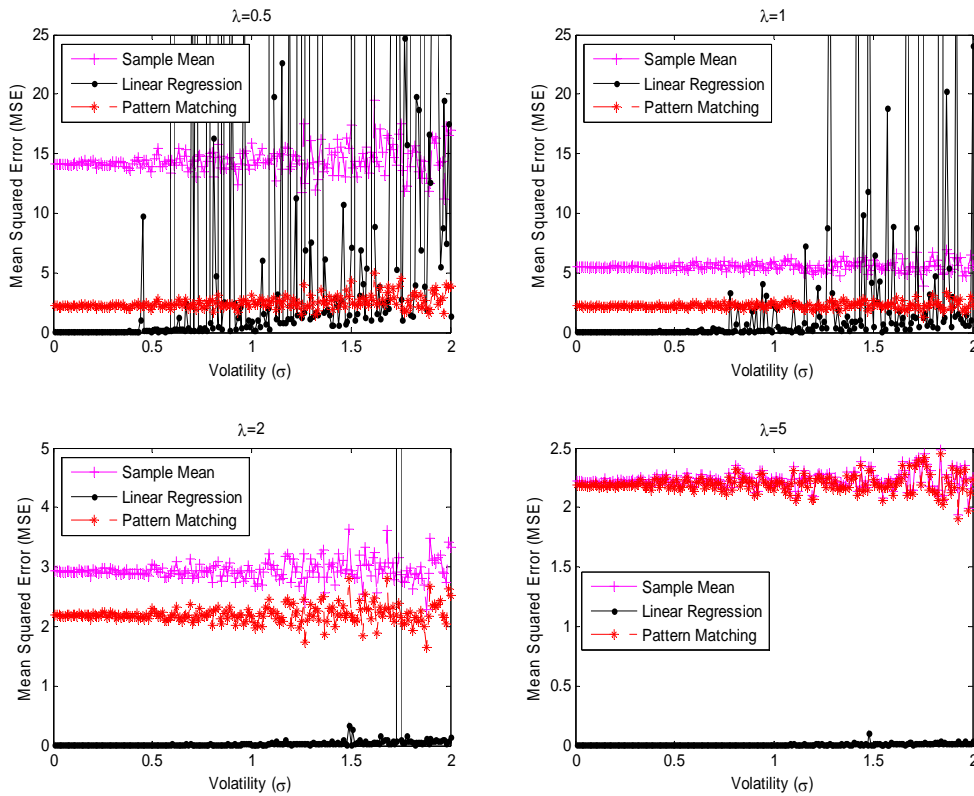 λ=0.5
Mean Squared Error (MSE)
25
20
15
10
5
0
Sample Mean
Linear Regression
Pattern Matching
0
0.5
1
1.5
2
Volatility (σ)
λ=1
Mean Squared Error (MSE)
25
20
15
10
5
0
Sample Mean
Linear Regression
Pattern Matching
0
0.5
1
1.5
2
Volatility (σ)
λ=2
Mean Squared Error (MSE)
5
4
3
2
1
0
Sample Mean
Linear Regression
Pattern Matching
0
0.5
1
1.5
2
Volatility (σ)
λ=5
Mean Squared Error (MSE)
2.5
2
1.5
1
0.5
0
Sample Mean
Linear Regression
Pattern Matching
0
0.5
1
1.5
2
Volatility (σ)